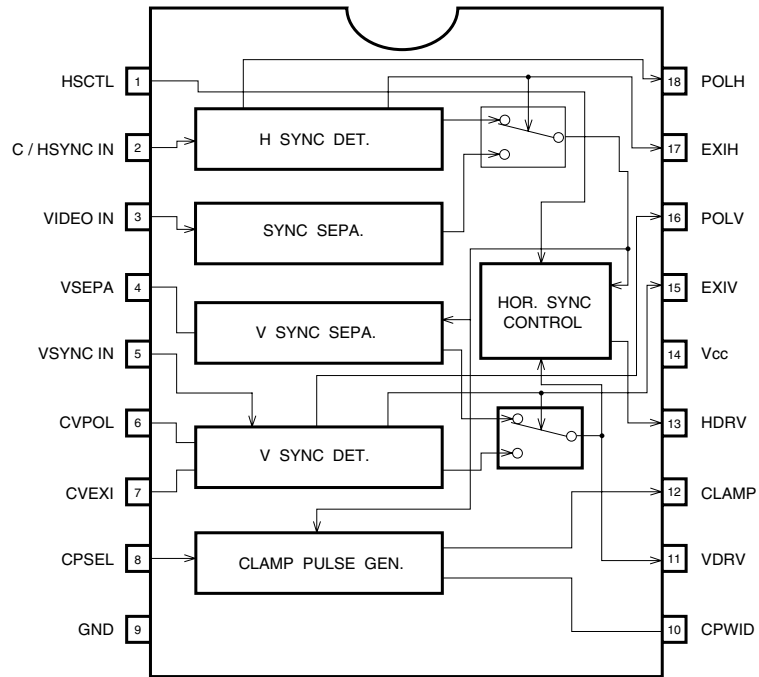 HSCTL 1
C / HSYNC IN 2
VIDEO IN 3
VSEPA 4
VSYNC IN 5
CVPOL 6
CVEXI 7
CPSEL 8
GND 9
H SYNC DET.
SYNC SEPA.
V SYNC SEPA.
V SYNC DET.
CLAMP PULSE GEN.
HOR. SYNC
CONTROL
18 POLH
17 EXIH
16 POLV
15 EXIV
14 Vcc
13 HDRV
12 CLAMP
11 VDRV
10 CPWID